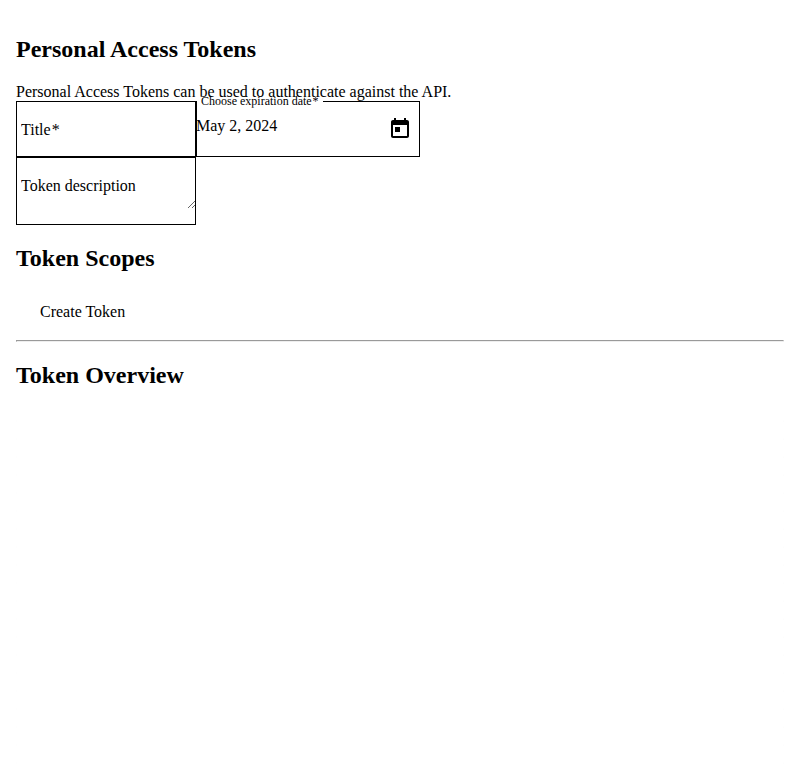 Personal Access Tokens
Personal Access Tokens can be used to authenticate against the API.
Choose expiration date*
Title*
May 2, 2024
Token description
Token Scopes
Create Token
Token Overview